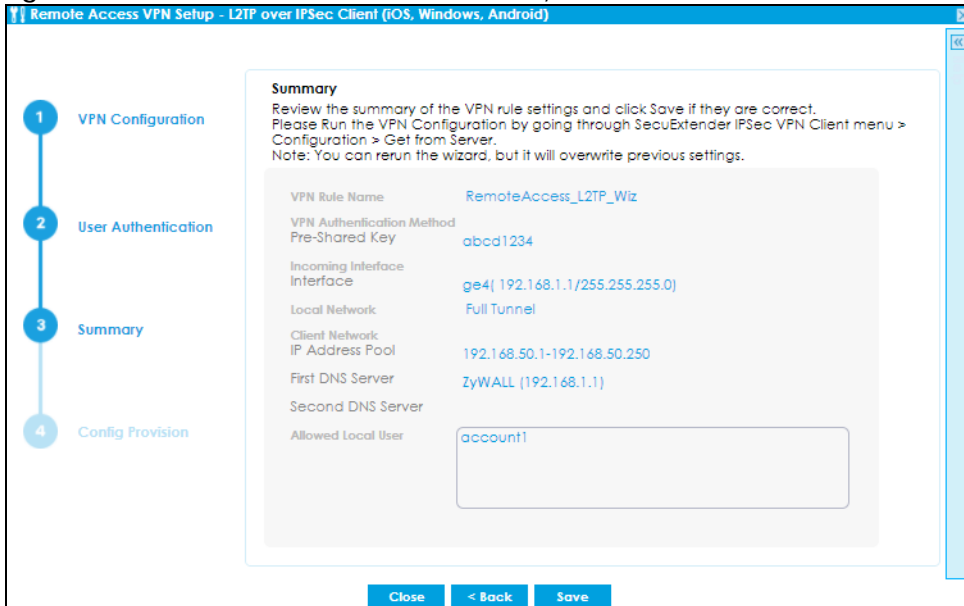 Remote Access VPN Setup - L2TP over IPSec Client (iOS, Windows, Android)
Summary
Review the summary of the VPN rule settings and click Save if they are correct.
Please Run the VPN Configuration by going through SecuExtender IPSec VPN Client menu >
Configuration > Get from Server.
Note: You can rerun the wizard, but it will overwrite previous settings.
1 VPN Configuration
2 User Authentication
3 Summary
4 Config Provision
VPN Rule Name RemoteAccess_L2TP_Wiz
VPN Authentication Method
Pre-Shared Key abcd1234
Incoming Interface
Interface ge4( 192.168.1.1/255.255.255.0)
Local Network Full Tunnel
Client Network
IP Address Pool 192.168.50.1-192.168.50.250
First DNS Server ZyWALL (192.168.1.1)
Second DNS Server
Allowed Local User account1
Close < Back Save